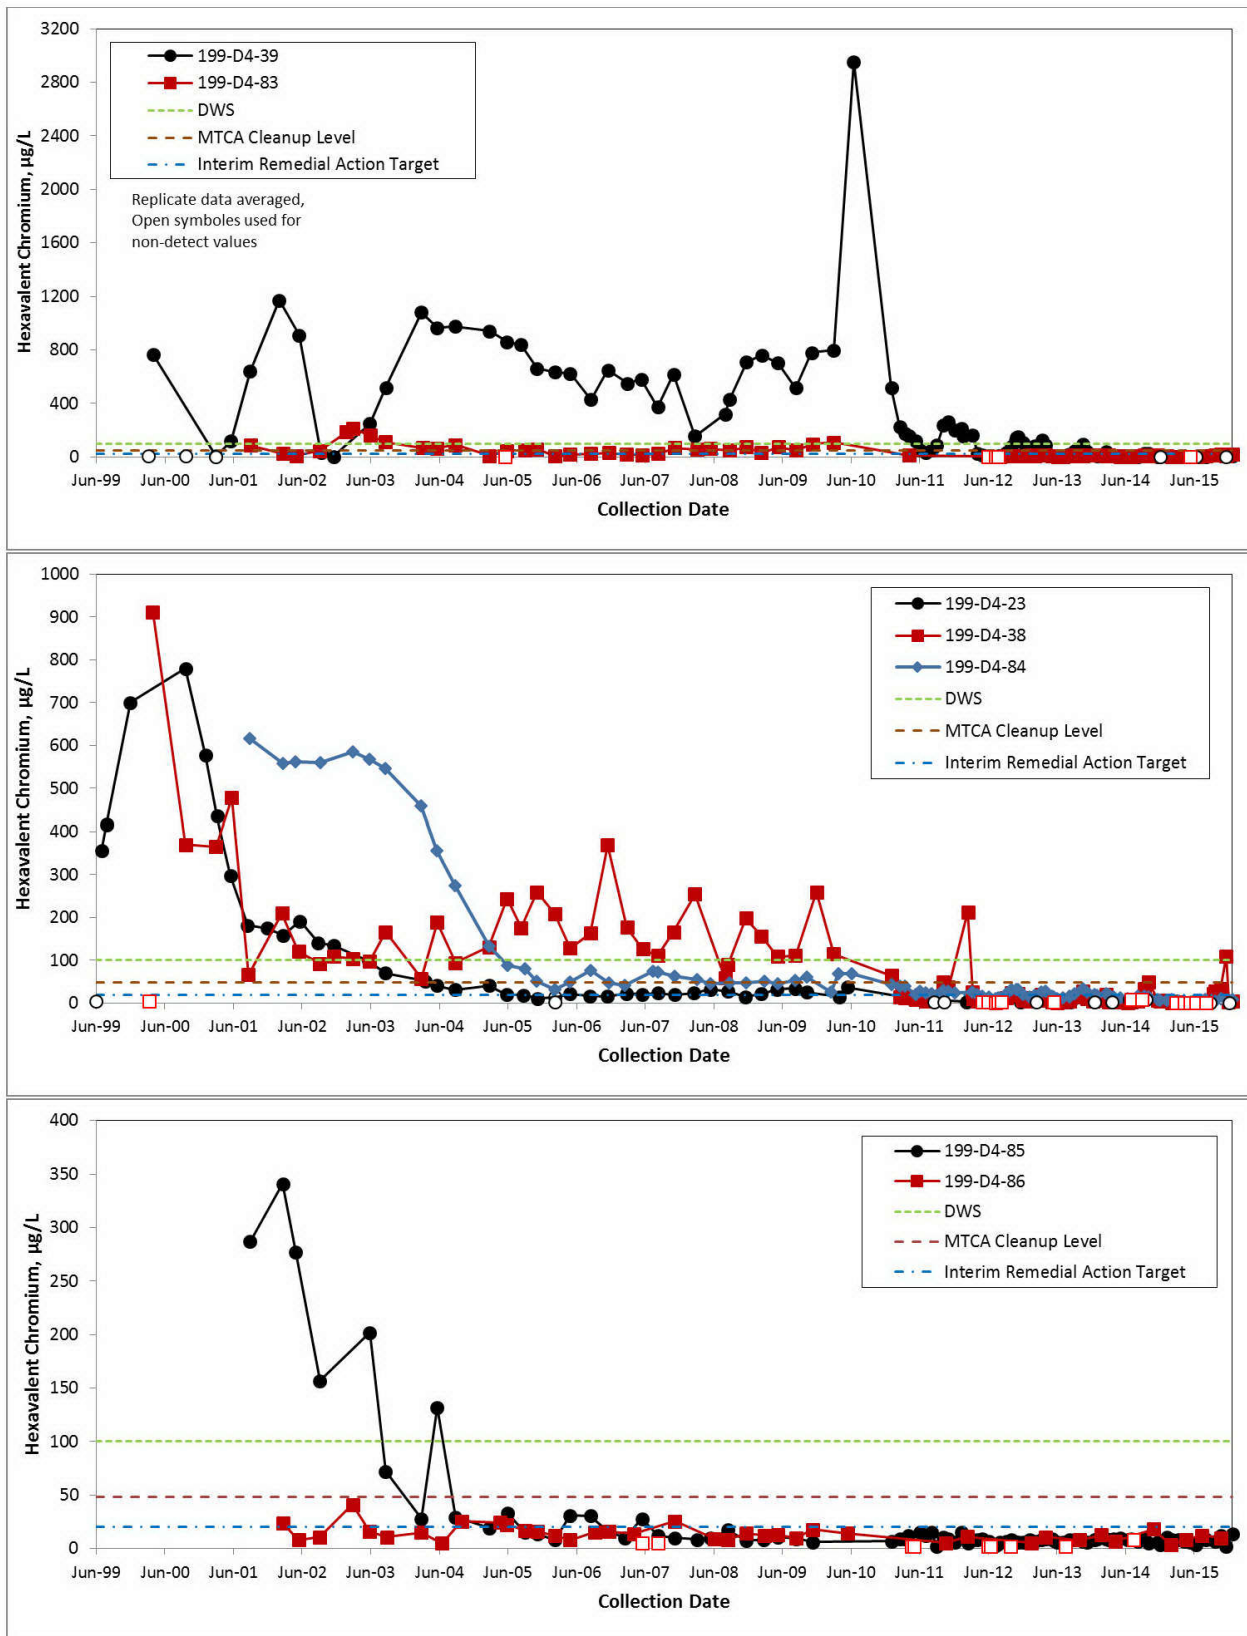 3200
2800
2400
2000
1600
1200
800
400
0
Hexavalent Chromium, µg/L
199-D4-39
199-D4-83
DWS
MTCA Cleanup Level
Interim Remedial Action Target
Replicate data averaged,
Open symboles used for
non-detect values
Jun-99 Jun-00 Jun-01 Jun-02 Jun-03 Jun-04 Jun-05 Jun-06 Jun-07 Jun-08 Jun-09 Jun-10 Jun-11 Jun-12 Jun-13 Jun-14 Jun-15
Collection Date
1000
900
800
700
600
500
400
300
200
100
0
Hexavalent Chromium, µg/L
199-D4-23
199-D4-38
199-D4-84
DWS
MTCA Cleanup Level
Interim Remedial Action Target
Jun-99 Jun-00 Jun-01 Jun-02 Jun-03 Jun-04 Jun-05 Jun-06 Jun-07 Jun-08 Jun-09 Jun-10 Jun-11 Jun-12 Jun-13 Jun-14 Jun-15
Collection Date
400
350
300
250
200
150
100
50
0
Hexavalent Chromium, µg/L
199-D4-85
199-D4-86
DWS
MTCA Cleanup Level
Interim Remedial Action Target
Jun-99 Jun-00 Jun-01 Jun-02 Jun-03 Jun-04 Jun-05 Jun-06 Jun-07 Jun-08 Jun-09 Jun-10 Jun-11 Jun-12 Jun-13 Jun-14 Jun-15
Collection Date